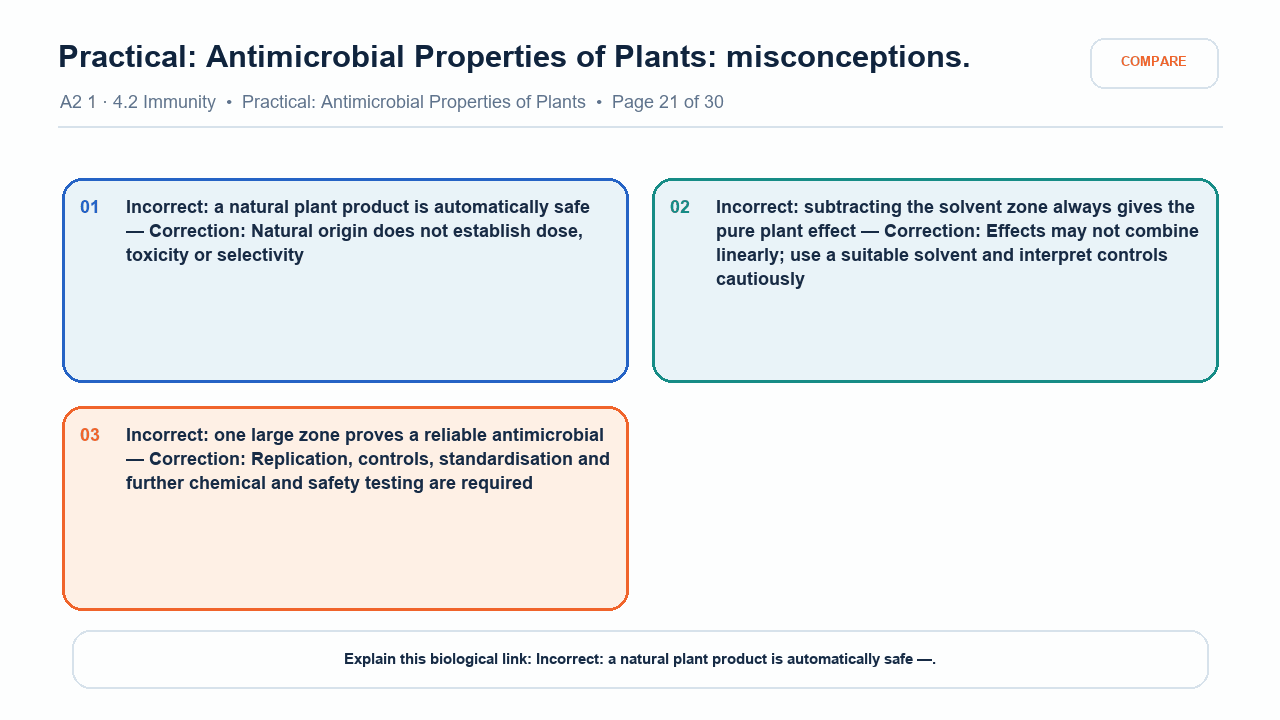 Practical: Antimicrobial Properties of Plants: misconceptions.
COMPARE
A2 1 · 4.2 Immunity • Practical: Antimicrobial Properties of Plants • Page 21 of 30
01
Incorrect: a natural plant product is automatically safe
— Correction: Natural origin does not establish dose,
toxicity or selectivity
02
Incorrect: subtracting the solvent zone always gives the
pure plant effect — Correction: Effects may not combine
linearly; use a suitable solvent and interpret controls
cautiously
03
Incorrect: one large zone proves a reliable antimicrobial
— Correction: Replication, controls, standardisation and
further chemical and safety testing are required
Explain this biological link: Incorrect: a natural plant product is automatically safe —.